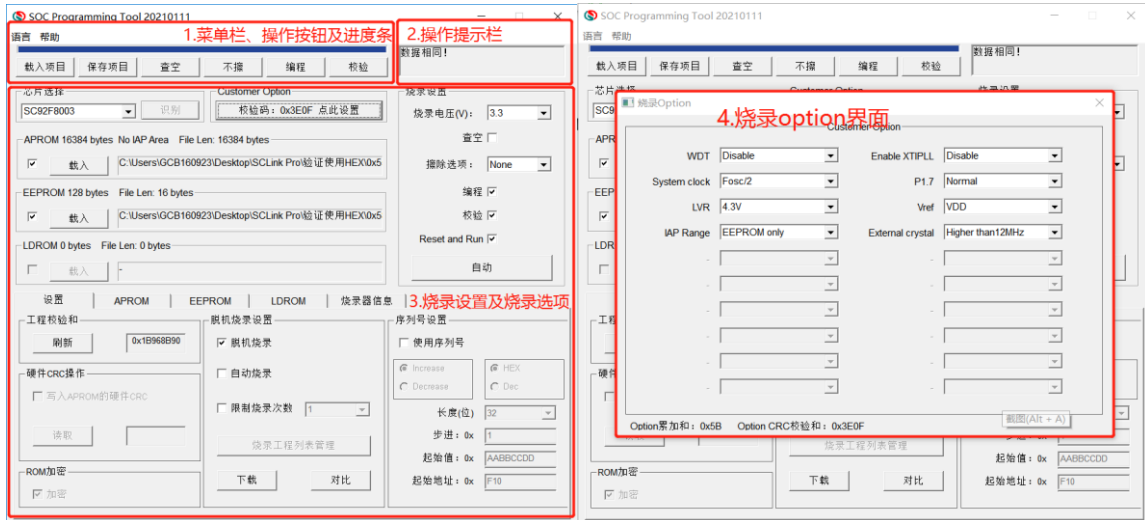 SOC Programming Tool 20210111
语言 帮助
1.菜单栏、操作按钮及进度条
2.操作提示栏
数据相同!
载入项目 保存项目 查空 不擦 编程 校验
芯片选择
SC92F8003
识别
Customer Option
校验码：0x3E0F 点此设置
烧录设置
烧录电压(V): 3.3
查空
APROM 16384 bytes No IAP Area File Len: 16384 bytes
载入
C:\Users\GCB160923\Desktop\SCLink Pro\验证使用HEX\0x5
擦除选项： None
编程
EEPROM 128 bytes File Len: 16 bytes
载入
C:\Users\GCB160923\Desktop\SCLink Pro\验证使用HEX\0x5
校验
Reset and Run
LDROM 0 bytes File Len: 0 bytes
载入
-
自动
设置 APROM EEPROM LDROM 烧录器信息
3.烧录设置及烧录选项
工程校验和
刷新
0x1B968B90
硬件CRC操作
写入APROM的硬件CRC
读取
ROM加密
加密
脱机烧录设置
脱机烧录
自动烧录
限制烧录次数 1
烧录工程列表管理
下载 对比
序列号设置
使用序列号
Increase HEX
Decrease Dec
长度(位) 32
步进：0x 1
起始值：0x AABBCCDD
起始地址：0x F10
SOC Programming Tool 20210111
语言 帮助
数据相同!
载入项目 保存项目 查空 不擦 编程 校验
SC9
APR
EEP
LDR
烧录Option
4.烧录option界面
Customer Option
WDT Disable Enable XTIPLL Disable
System clock Fosc/2 P1.7 Normal
LVR 4.3V Vref VDD
IAP Range EEPROM only External crystal Higher than12MHz
- -
- -
- -
- -
- -
- -
截图(Alt + A)
Option累加和：0x5B Option CRC校验和：0x3E0F
工程
硬件
烧录工程列表管理
起始值：0x AABBCCDD
ROM加密
加密
下载 对比
起始地址：0x F10